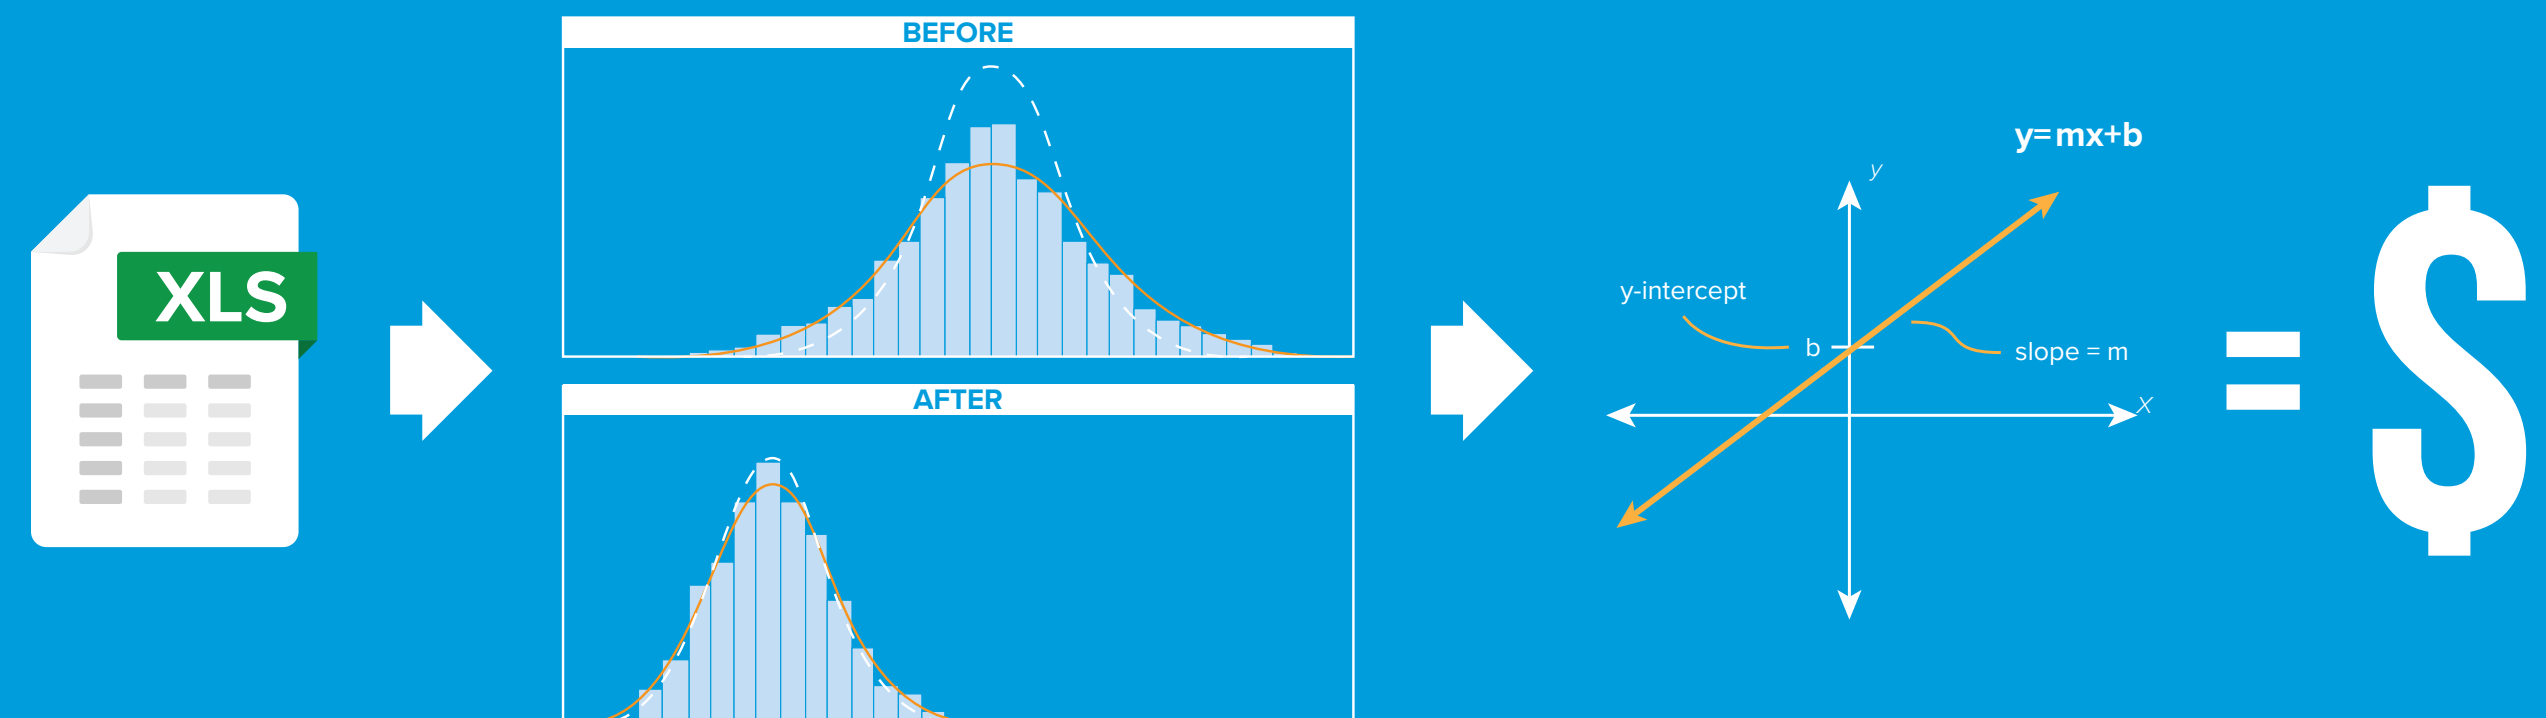 XLS
BEFORE
AFTER
y=mx+b
y
y-intercept
b
slope = m
x
=
$